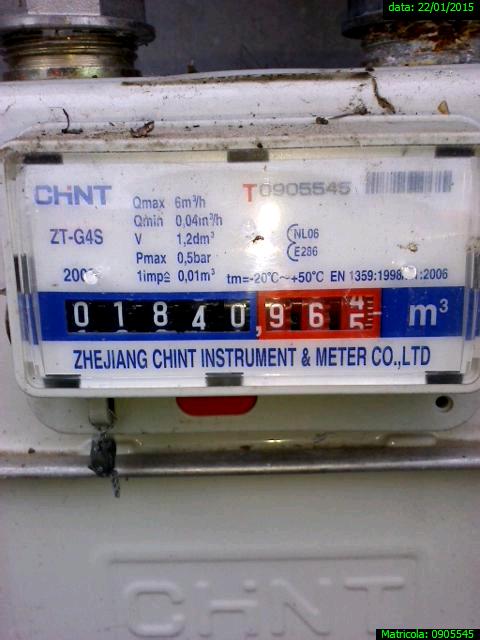 data: 22/01/2015
CHNT
Qmax 6m³/h
Qmin 0,04m³/h
V 1,2dm³
Pmax 0,5bar
1imp≙ 0,01m³
T0905545
ZT-G4S
NL06
E286
tm=-20°C～+50°C EN 1359:1998/
:2006
01840,96
4
5
m³
ZHEJIANG CHINT INSTRUMENT & METER CO.,LTD
CHNT
Matricola: 0905545